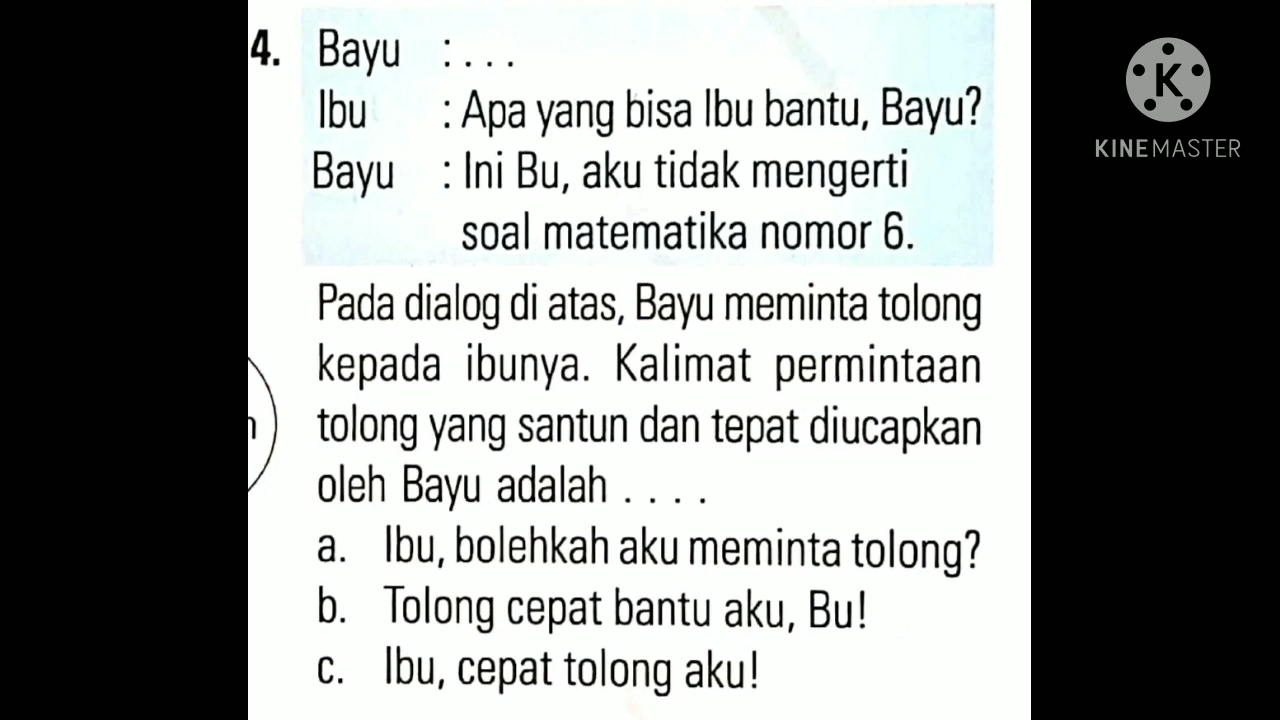 4. Bayu : . . .
Ibu : Apa yang bisa Ibu bantu, Bayu?
Bayu : Ini Bu, aku tidak mengerti
soal matematika nomor 6.
Pada dialog di atas, Bayu meminta tolong
kepada ibunya. Kalimat permintaan
tolong yang santun dan tepat diucapkan
oleh Bayu adalah . . . .
a. Ibu, bolehkah aku meminta tolong?
b. Tolong cepat bantu aku, Bu!
c. Ibu, cepat tolong aku!
K
KINEMASTER